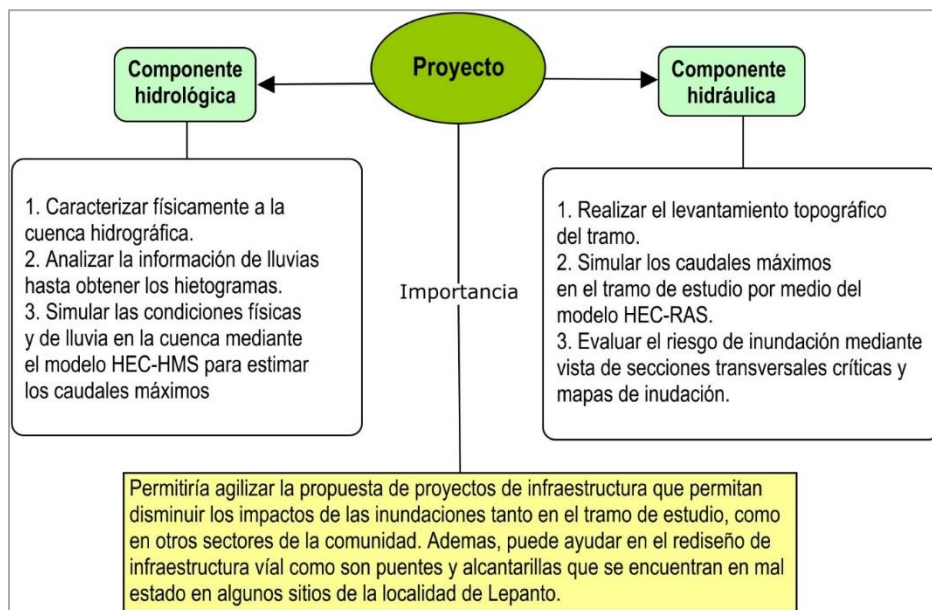 Proyecto
Componente
hidrológica
Componente
hidráulica
1. Caracterizar físicamente a la
cuenca hidrográfica.
2. Analizar la información de lluvias
hasta obtener los hietogramas.
3. Simular las condiciones físicas
y de lluvia en la cuenca mediante
el modelo HEC-HMS para estimar
los caudales máximos
1. Realizar el levantamiento topográfico
del tramo.
2. Simular los caudales máximos
en el tramo de estudio por medio del
modelo HEC-RAS.
3. Evaluar el riesgo de inundación mediante
vista de secciones transversales críticas y
mapas de inudación.
Importancia
Permitiría agilizar la propuesta de proyectos de infraestructura que permitan
disminuir los impactos de las inundaciones tanto en el tramo de estudio, como
en otros sectores de la comunidad. Ademas, puede ayudar en el rediseño de
infraestructura víal como son puentes y alcantarillas que se encuentran en mal
estado en algunos sitios de la localidad de Lepanto.